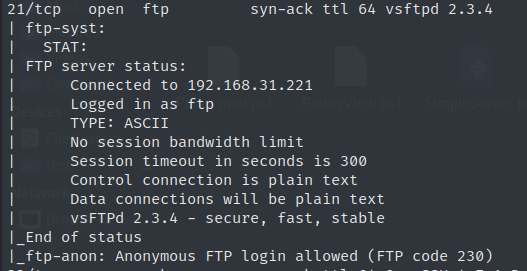 21/tcp   open  ftp         syn-ack ttl 64 vsftpd 2.3.4
| ftp-syst:
|   STAT:
| FTP server status:
|      Connected to 192.168.31.221
|      Logged in as ftp
|      TYPE: ASCII
|      No session bandwidth limit
|      Session timeout in seconds is 300
|      Control connection is plain text
|      Data connections will be plain text
|      vsFTPd 2.3.4 - secure, fast, stable
|_End of status
|_ftp-anon: Anonymous FTP login allowed (FTP code 230)